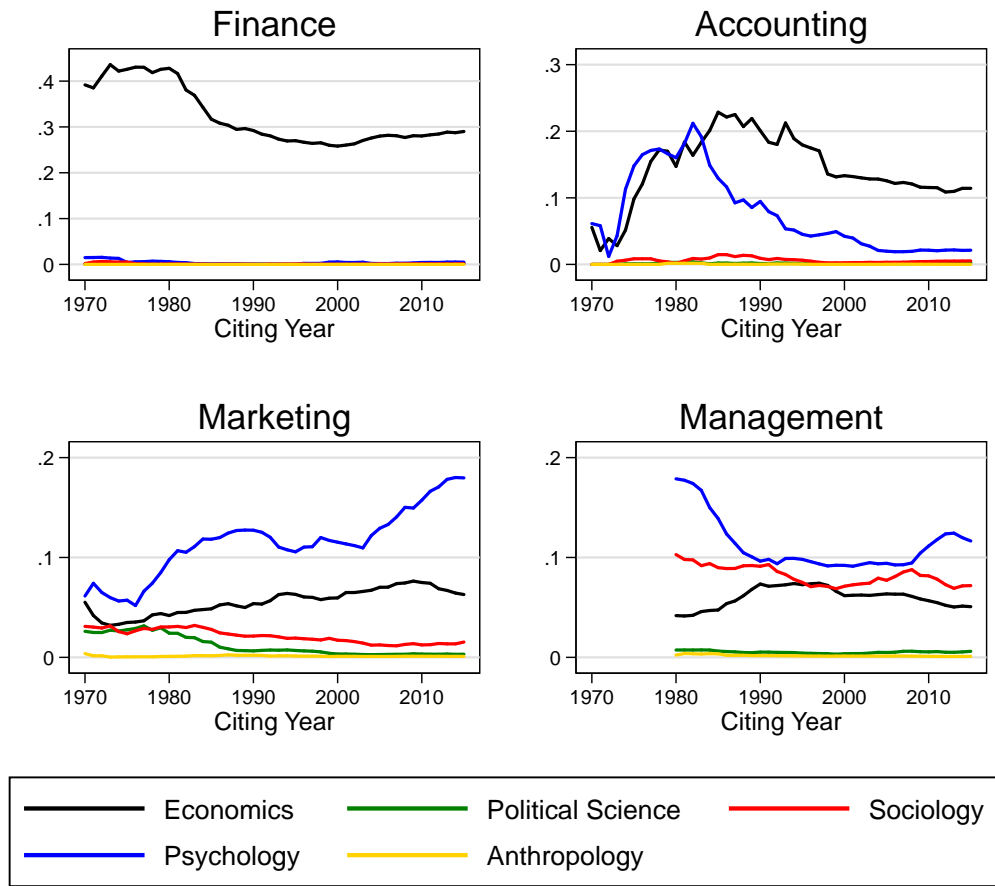 Finance
.4
.3
.2
.1
0
1970 1980 1990 2000 2010
Citing Year
Accounting
.3
.2
.1
0
1970 1980 1990 2000 2010
Citing Year
Marketing
.2
.1
0
1970 1980 1990 2000 2010
Citing Year
Management
.2
.1
0
1970 1980 1990 2000 2010
Citing Year
Economics Political Science Sociology
Psychology Anthropology